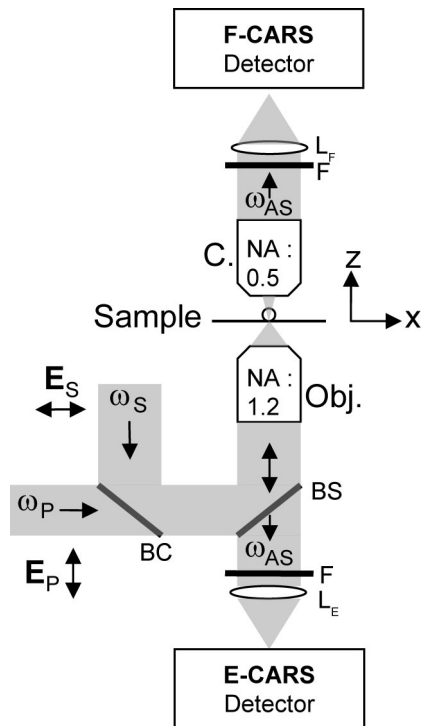 F-CARS
Detector
L_F
F
ω_AS
C.
NA :
0.5
z
x
Sample
NA :
1.2
Obj.
E_S
ω_S
ω_P
BS
BC
ω_AS
E_P
F
L_E
E-CARS
Detector